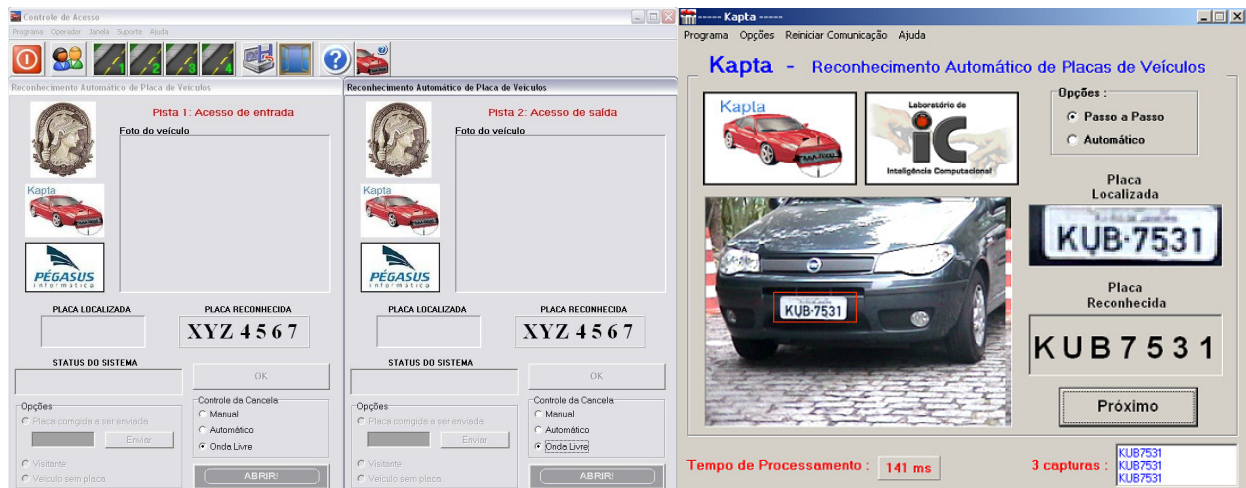 Controle de Acesso
Programa Operador Janela Suporte Ajuda
1 2 3 4
Reconhecimento Automático de Placa de Veículos
Pista 1: Acesso de entrada
Foto do veículo
Kapta
PÉGASUS
informática
PLACA LOCALIZADA
PLACA RECONHECIDA
XYZ 4567
STATUS DO SISTEMA
OK
Opções
Placa corrigida a ser enviada
Enviar
Visitante
Veículo sem placa
Controle da Cancela
Manual
Automático
Onda Livre
ABRIR!
Reconhecimento Automático de Placa de Veículos
Pista 2: Acesso de saída
Foto do veículo
Kapta
PÉGASUS
informática
PLACA LOCALIZADA
PLACA RECONHECIDA
XYZ 4567
STATUS DO SISTEMA
OK
Opções
Placa corrigida a ser enviada
Enviar
Visitante
Veículo sem placa
Controle da Cancela
Manual
Automático
Onda Livre
ABRIR!
----- Kapta -----
Programa Opções Reiniciar Comunicação Ajuda
Kapta - Reconhecimento Automático de Placas de Veículos
Kapta
Laboratório de
iC
Inteligência Computacional
Opções :
Passo a Passo
Automático
Placa
Localizada
KUB·7531
KUB·7531
Placa
Reconhecida
KUB7531
Próximo
Tempo de Processamento : 141 ms
3 capturas :
KUB7531
KUB7531
KUB7531